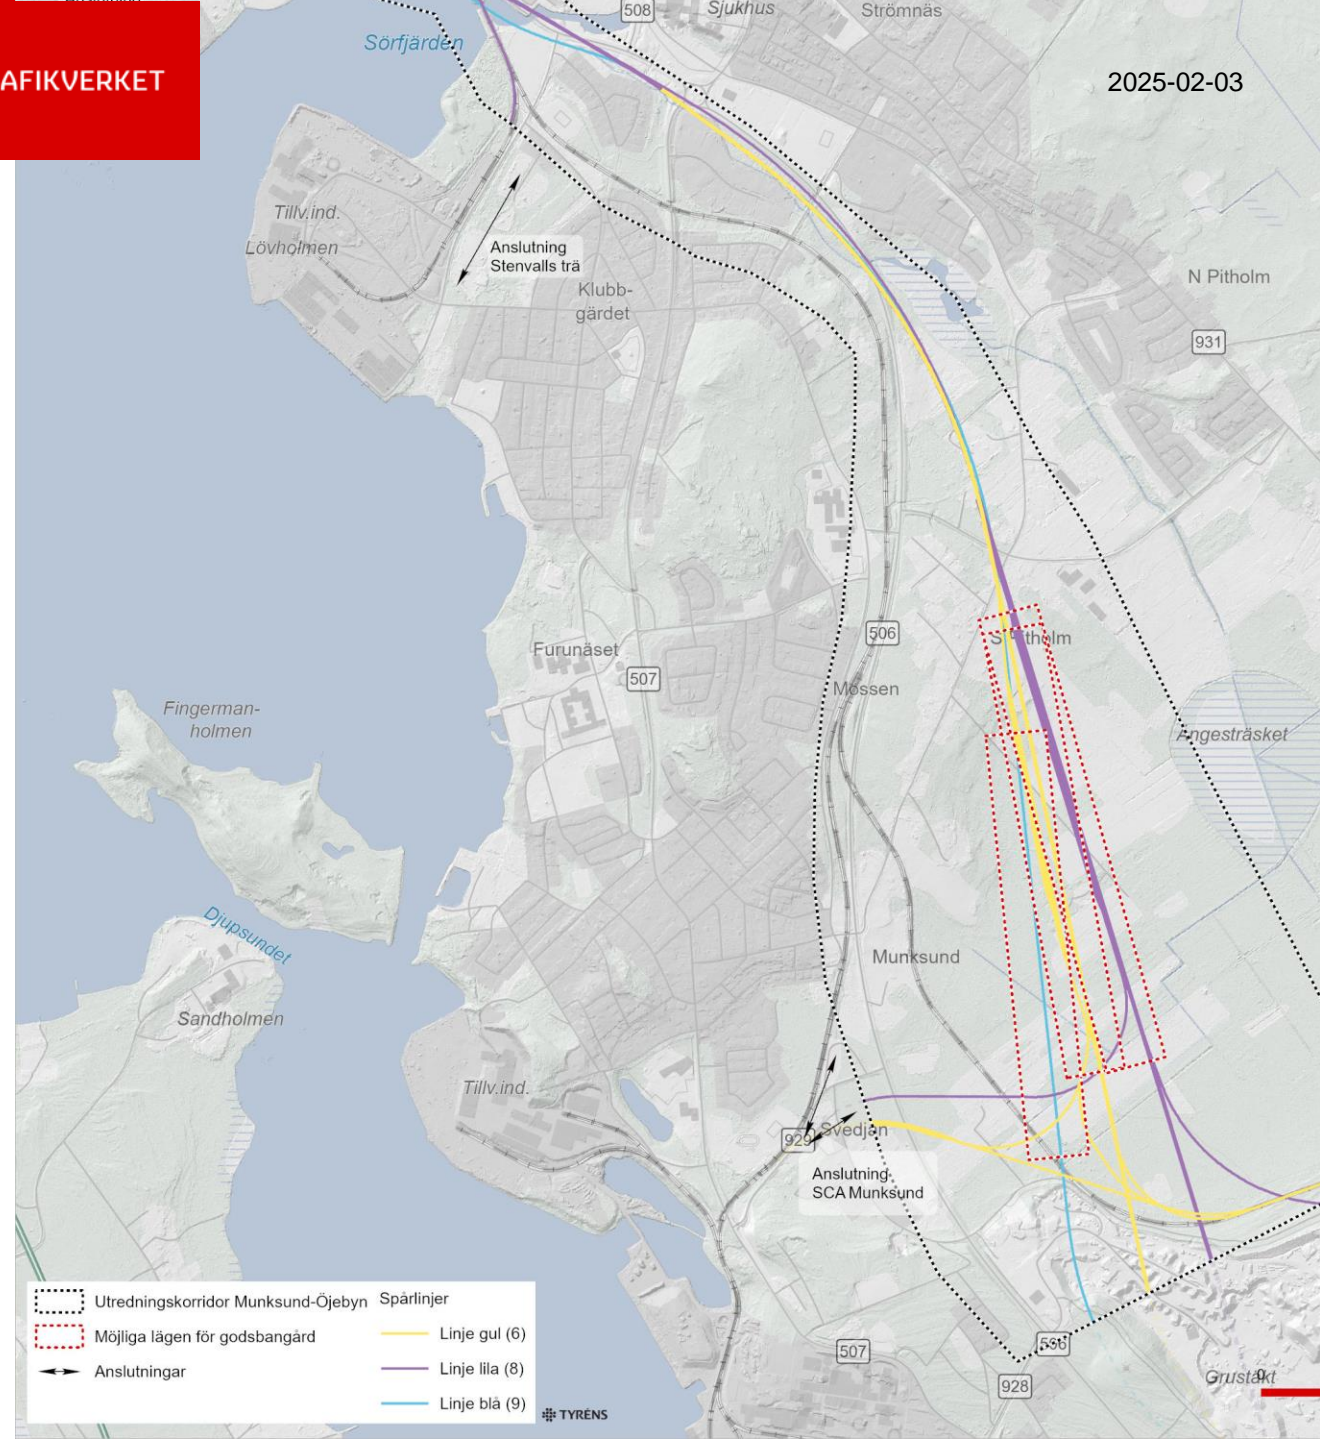 508
Sjukhus
Strömnäs
Sörfjärden
AFIKVERKET
2025-02-03
Tillv.ind.
Lövholmen
Anslutning
Stenvalls trä
Klubb-
gärdet
N Pitholm
931
506
S Pitholm
Furunäset
507
Mossen
Fingerman-
holmen
Ängesträsket
Djupsundet
Munksund
Sandholmen
Tillv.ind.
929
Svedjan
Anslutning
SCA Munksund
Utredningskorridor Munksund-Öjebyn
Möjliga lägen för godsbangård
Anslutningar
Spårlinjer
Linje gul (6)
Linje lila (8)
Linje blå (9)
TYRÉNS
507
506
928
Grustäkt
0